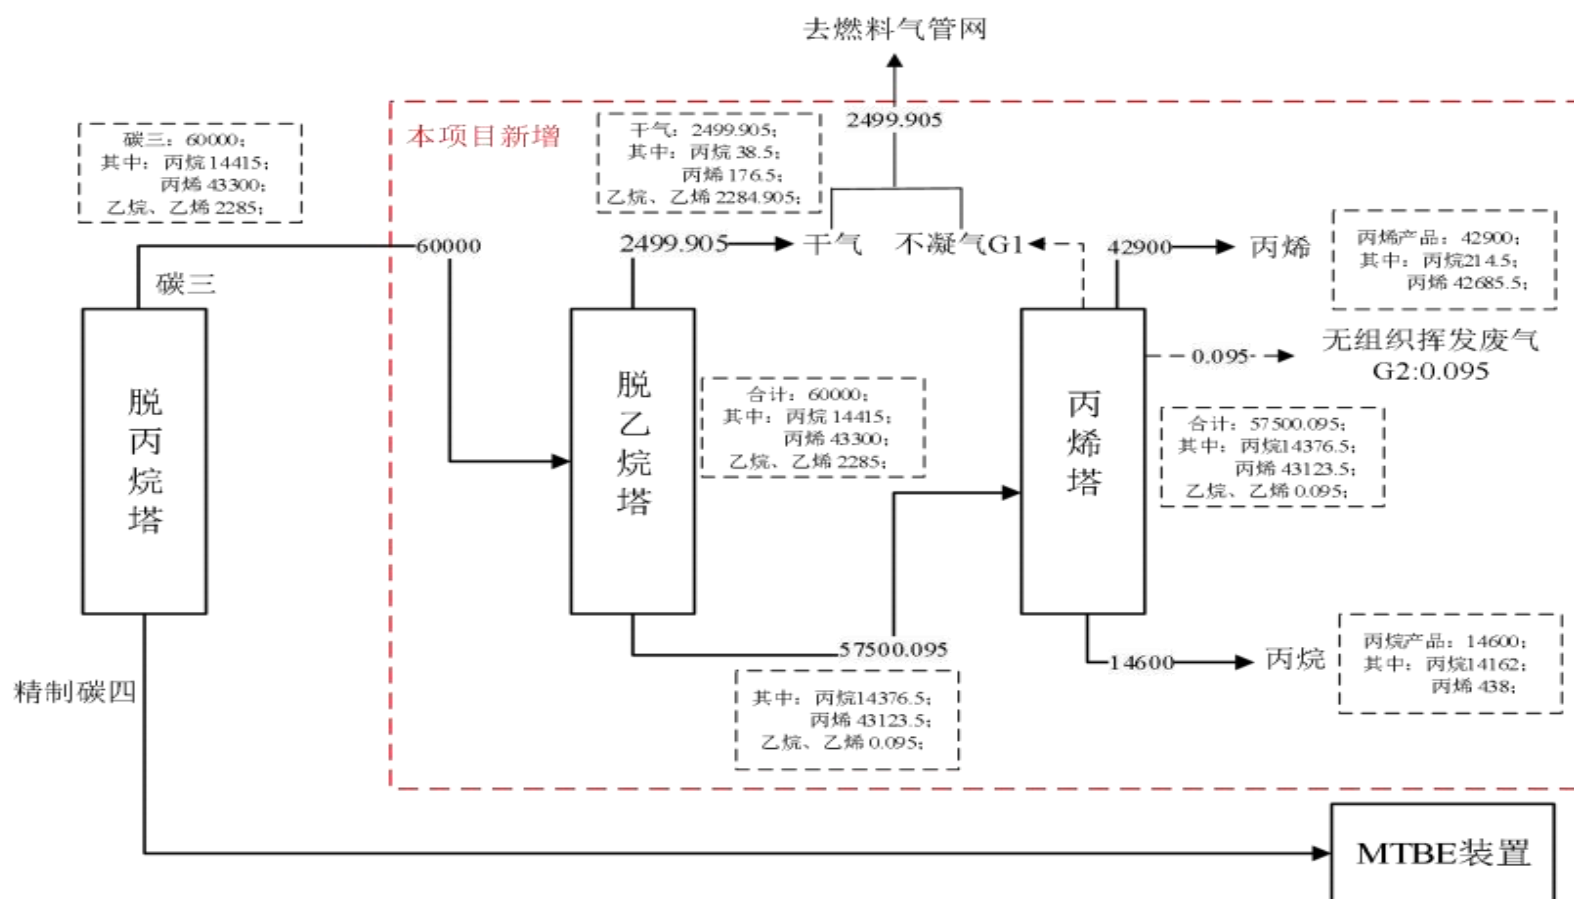 去燃料气管网
2499.905
本项目新增
碳三：60000；
其中：丙烷 14415；
丙烯 43300；
乙烷、乙烯 2285；
干气：2499.905；
其中：丙烷 38.5；
丙烯 176.5；
乙烷、乙烯 2284.905；
60000
碳三
2499.905
干气
不凝气G1
42900
丙烯
丙烯产品：42900；
其中：丙烷214.5；
丙烯 42685.5；
0.095
无组织挥发废气
G2:0.095
脱丙烷塔
脱乙烷塔
合计：60000；
其中：丙烷 14415；
丙烯 43300；
乙烷、乙烯 2285；
丙烯塔
合计：57500.095；
其中：丙烷14376.5；
丙烯 43123.5；
乙烷、乙烯 0.095；
57500.095
其中：丙烷14376.5；
丙烯 43123.5；
乙烷、乙烯 0.095；
14600
丙烷
丙烷产品：14600；
其中：丙烷14162；
丙烯 438；
精制碳四
MTBE装置